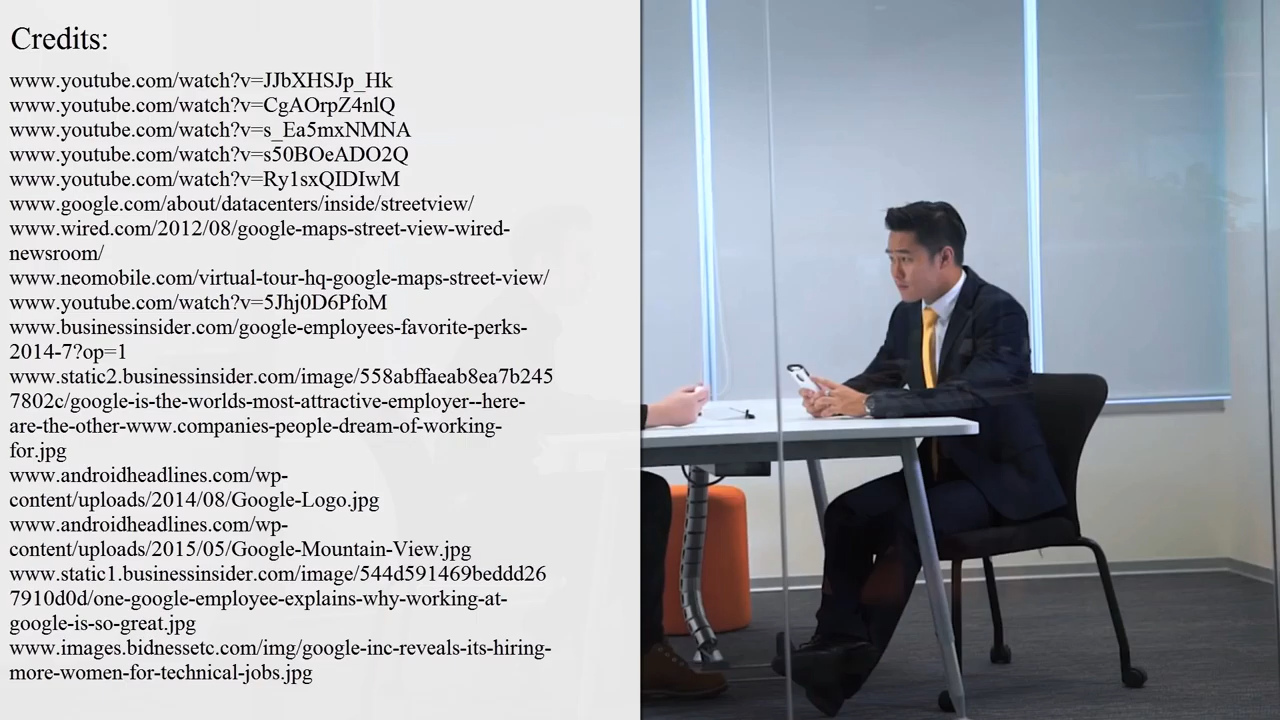 Credits:
www.youtube.com/watch?v=JJbXHSJp_Hk
www.youtube.com/watch?v=CgAOrpZ4nlQ
www.youtube.com/watch?v=s_Ea5mxNMNA
www.youtube.com/watch?v=s50BOeADO2Q
www.youtube.com/watch?v=Ry1sxQIDIwM
www.google.com/about/datacenters/inside/streetview/
www.wired.com/2012/08/google-maps-street-view-wired-
newsroom/
www.neomobile.com/virtual-tour-hq-google-maps-street-view/
www.youtube.com/watch?v=5Jhj0D6PfoM
www.businessinsider.com/google-employees-favorite-perks-
2014-7?op=1
www.static2.businessinsider.com/image/558abffaeab8ea7b245
7802c/google-is-the-worlds-most-attractive-employer--here-
are-the-other-www.companies-people-dream-of-working-
for.jpg
www.androidheadlines.com/wp-
content/uploads/2014/08/Google-Logo.jpg
www.androidheadlines.com/wp-
content/uploads/2015/05/Google-Mountain-View.jpg
www.static1.businessinsider.com/image/544d591469beddd26
7910d0d/one-google-employee-explains-why-working-at-
google-is-so-great.jpg
www.images.bidnessetc.com/img/google-inc-reveals-its-hiring-
more-women-for-technical-jobs.jpg